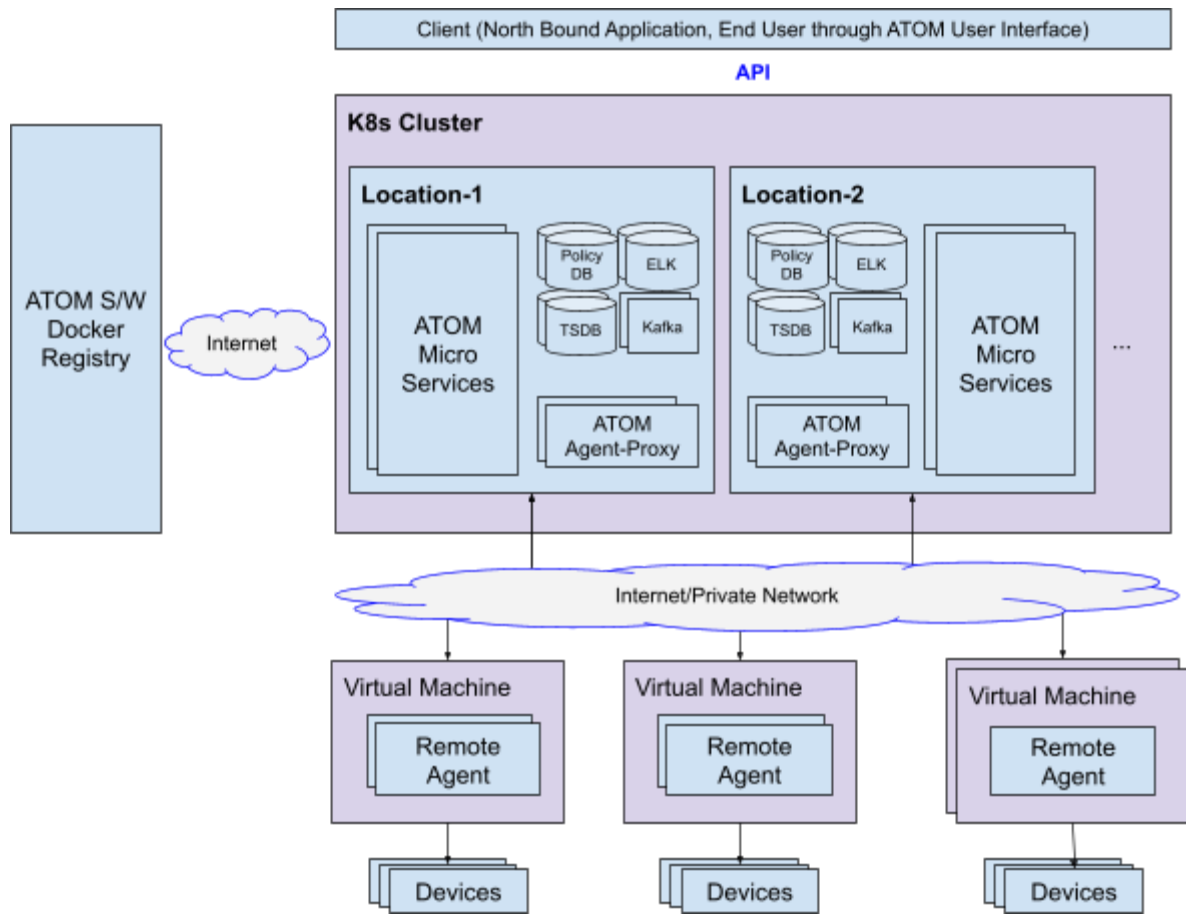 Client (North Bound Application, End User through ATOM User Interface)
API
K8s Cluster
ATOM S/W
Docker
Registry
Internet
Location-1
ATOM
Micro
Services
Policy
DB
ELK
TSDB
Kafka
ATOM
Agent-Proxy
Location-2
Policy
DB
ELK
TSDB
Kafka
ATOM
Agent-Proxy
ATOM
Micro
Services
...
Internet/Private Network
Virtual Machine
Remote
Agent
Devices
Virtual Machine
Remote
Agent
Devices
Virtual Machine
Remote
Agent
Devices